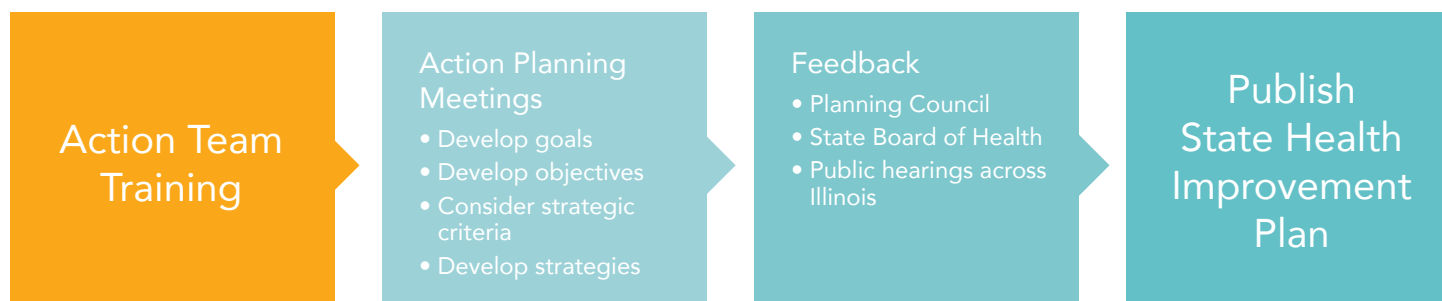 Action Team
Training
Action Planning
Meetings
• Develop goals
• Develop objectives
• Consider strategic
criteria
• Develop strategies
Feedback
• Planning Council
• State Board of Health
• Public hearings across
Illinois
Publish
State Health
Improvement
Plan